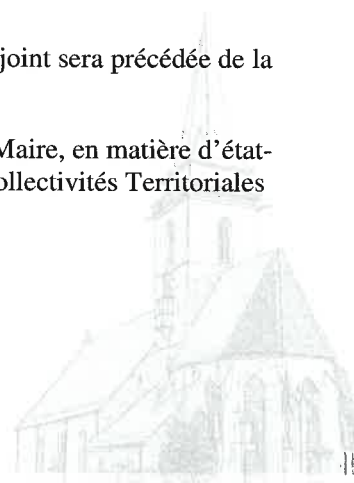 joint sera précédée de la
Maire, en matière d'état-
ollectivités Territoriales